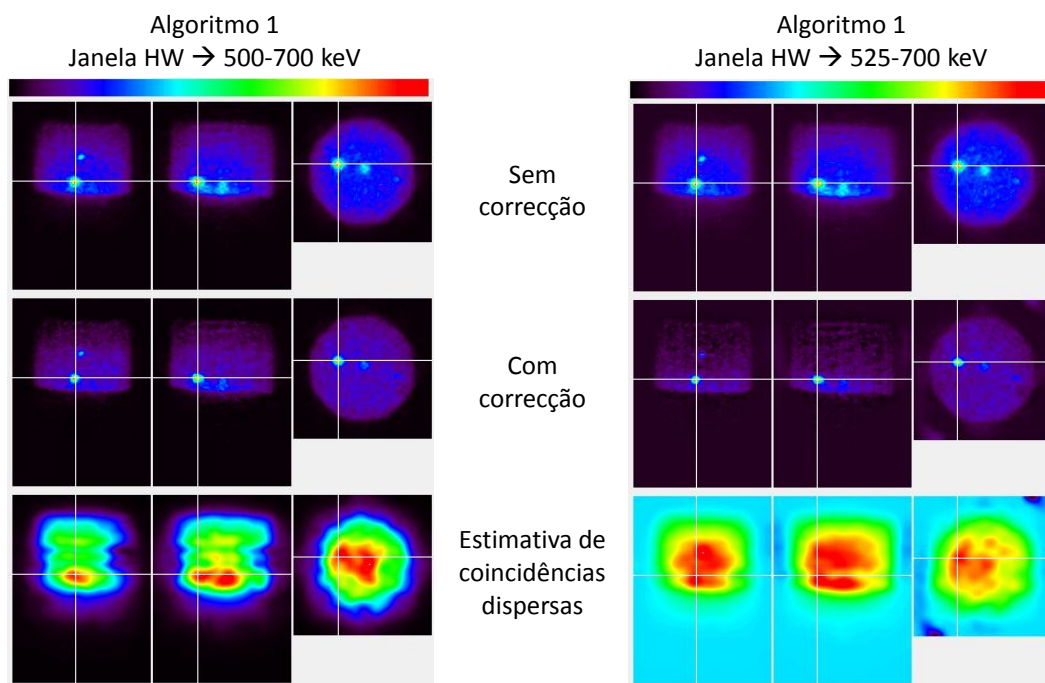 Algoritmo 1
Janela HW → 500-700 keV
Algoritmo 1
Janela HW → 525-700 keV
Sem
correcção
Com
correcção
Estimativa de
coincidências
dispersas